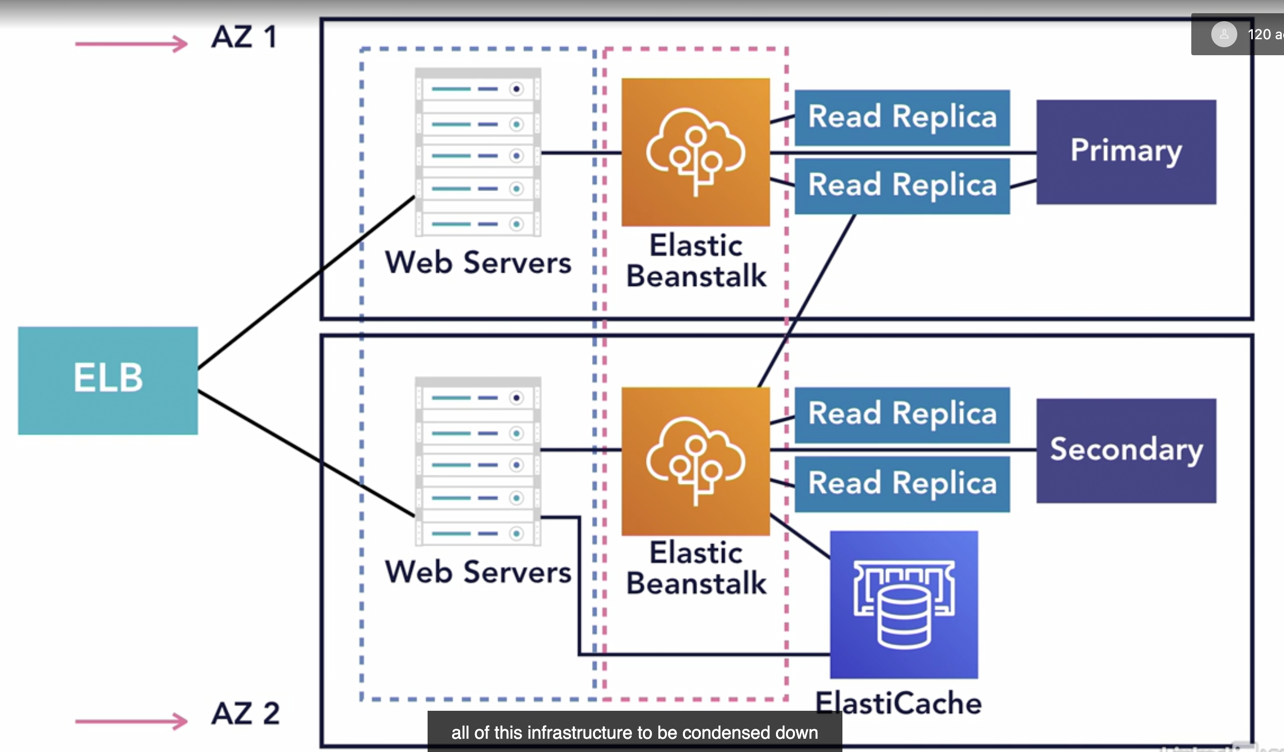 AZ 1
120
Web Servers
Elastic
Beanstalk
Read Replica
Read Replica
Primary
ELB
Web Servers
Elastic
Beanstalk
Read Replica
Read Replica
Secondary
ElastiCache
AZ 2
all of this infrastructure to be condensed down